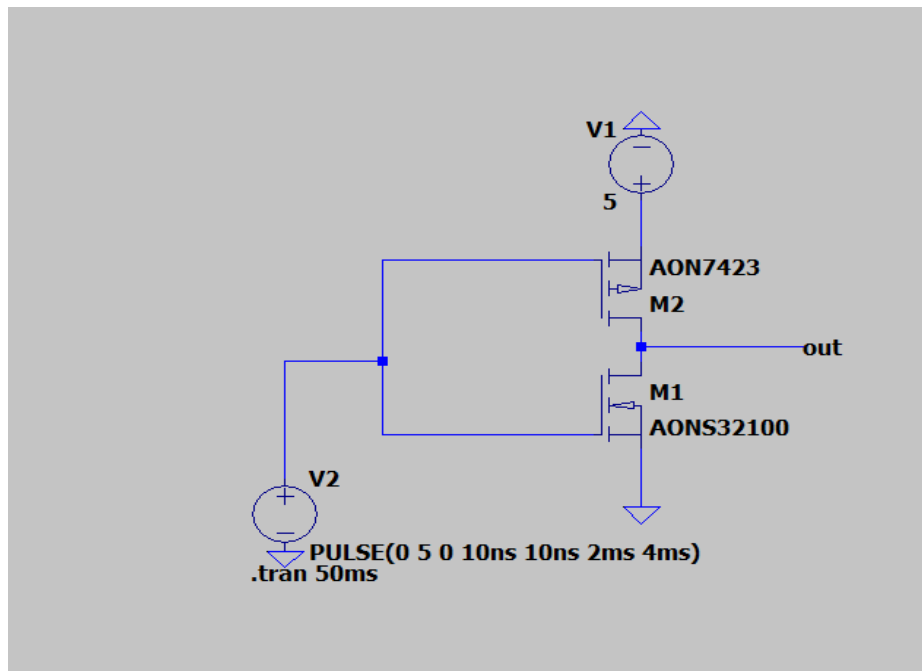 V1
5
AON7423
M2
out
M1
AONS32100
V2
PULSE(0 5 0 10ns 10ns 2ms 4ms)
.tran 50ms